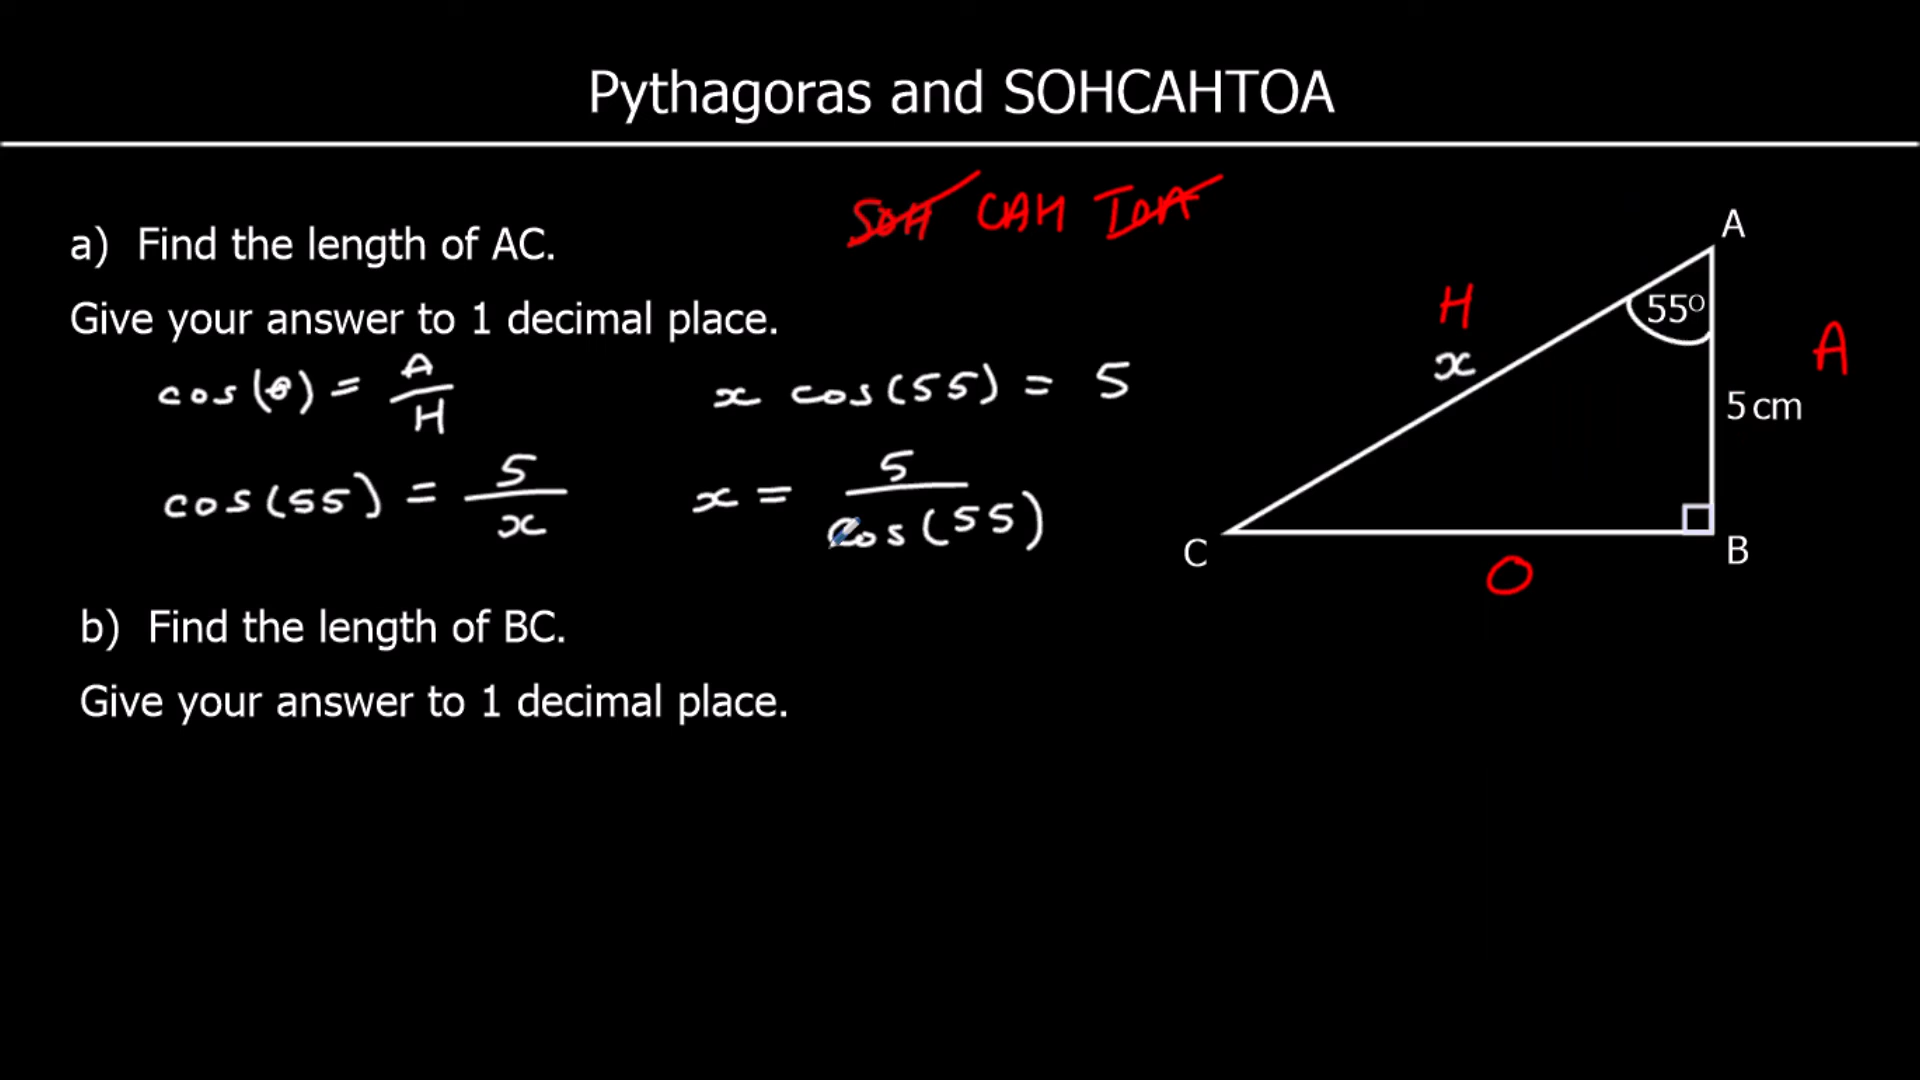 Pythagoras and SOHCAHTOA
SOH CAH TOA
a) Find the length of AC.
Give your answer to 1 decimal place.
cos(θ) = A/H
x cos(55) = 5
cos(55) = 5/x
x = 5/cos(55)
b) Find the length of BC.
Give your answer to 1 decimal place.
A
55º
H
x
A
5 cm
C
B
O